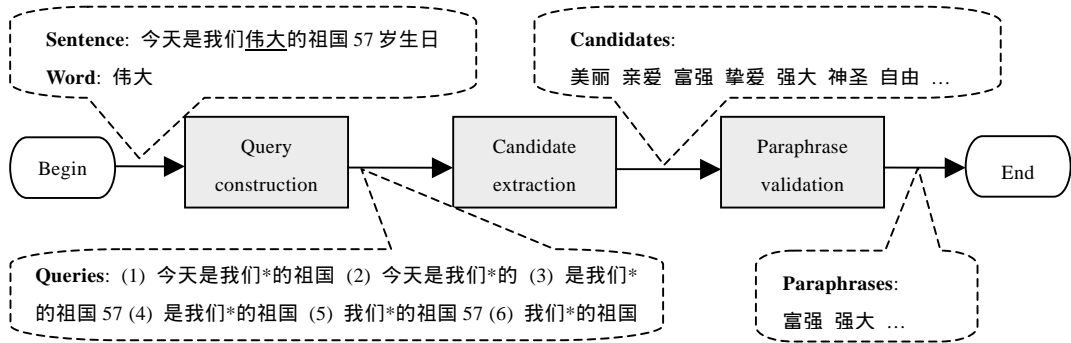 Sentence: 今天是我们伟大的祖国 57 岁生日
Word: 伟大
Candidates:
美丽 亲爱 富强 挚爱 强大 神圣 自由 …
Begin
Query
construction
Candidate
extraction
Paraphrase
validation
End
Queries: (1) 今天是我们*的祖国 (2) 今天是我们*的 (3) 是我们*
的祖国 57 (4) 是我们*的祖国 (5) 我们*的祖国 57 (6) 我们*的祖国
Paraphrases:
富强 强大 …